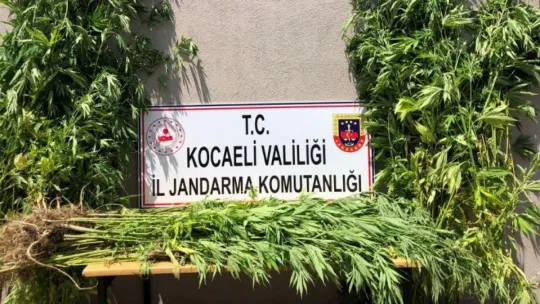 T.C.
KOCAELİ VALİLİĞİ
İL JANDARMA KOMUTANLIĞI